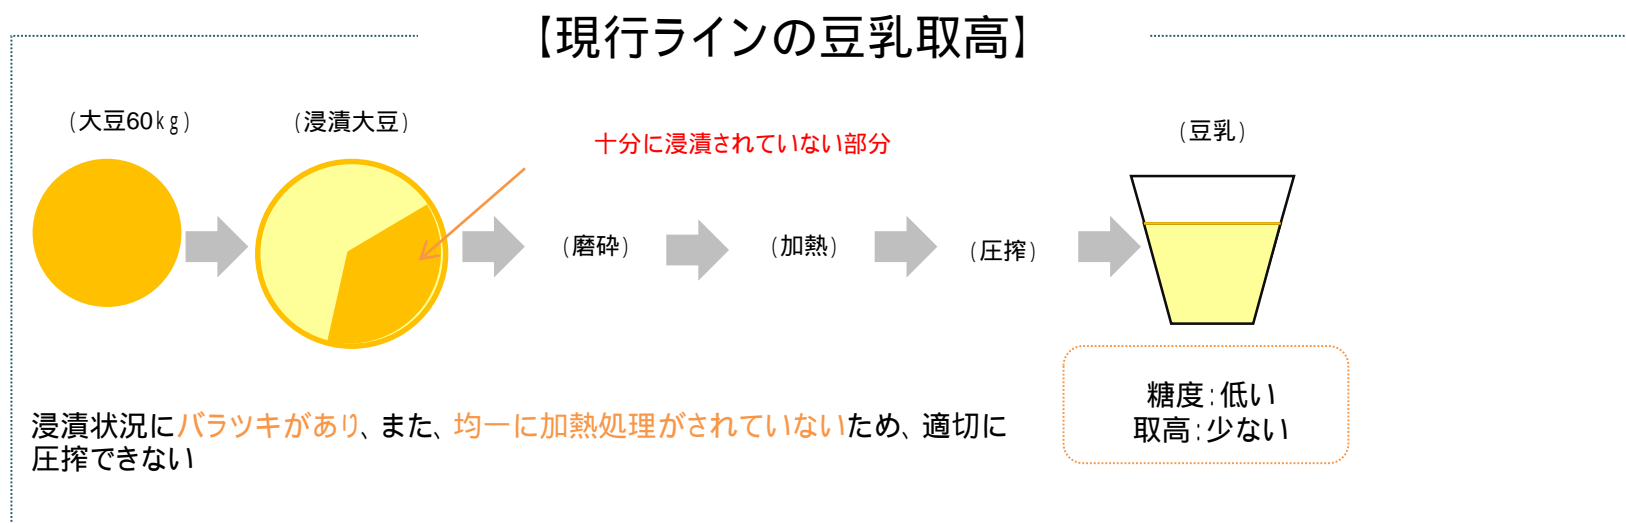 【現行ラインの豆乳取高】
(大豆60kg)
(浸漬大豆)
十分に浸漬されていない部分
(豆乳)
(磨砕)
(加熱)
(圧搾)
糖度:低い
取高:少ない
浸漬状況にバラツキがあり、また、均一に加熱処理がされていないため、適切に
圧搾できない